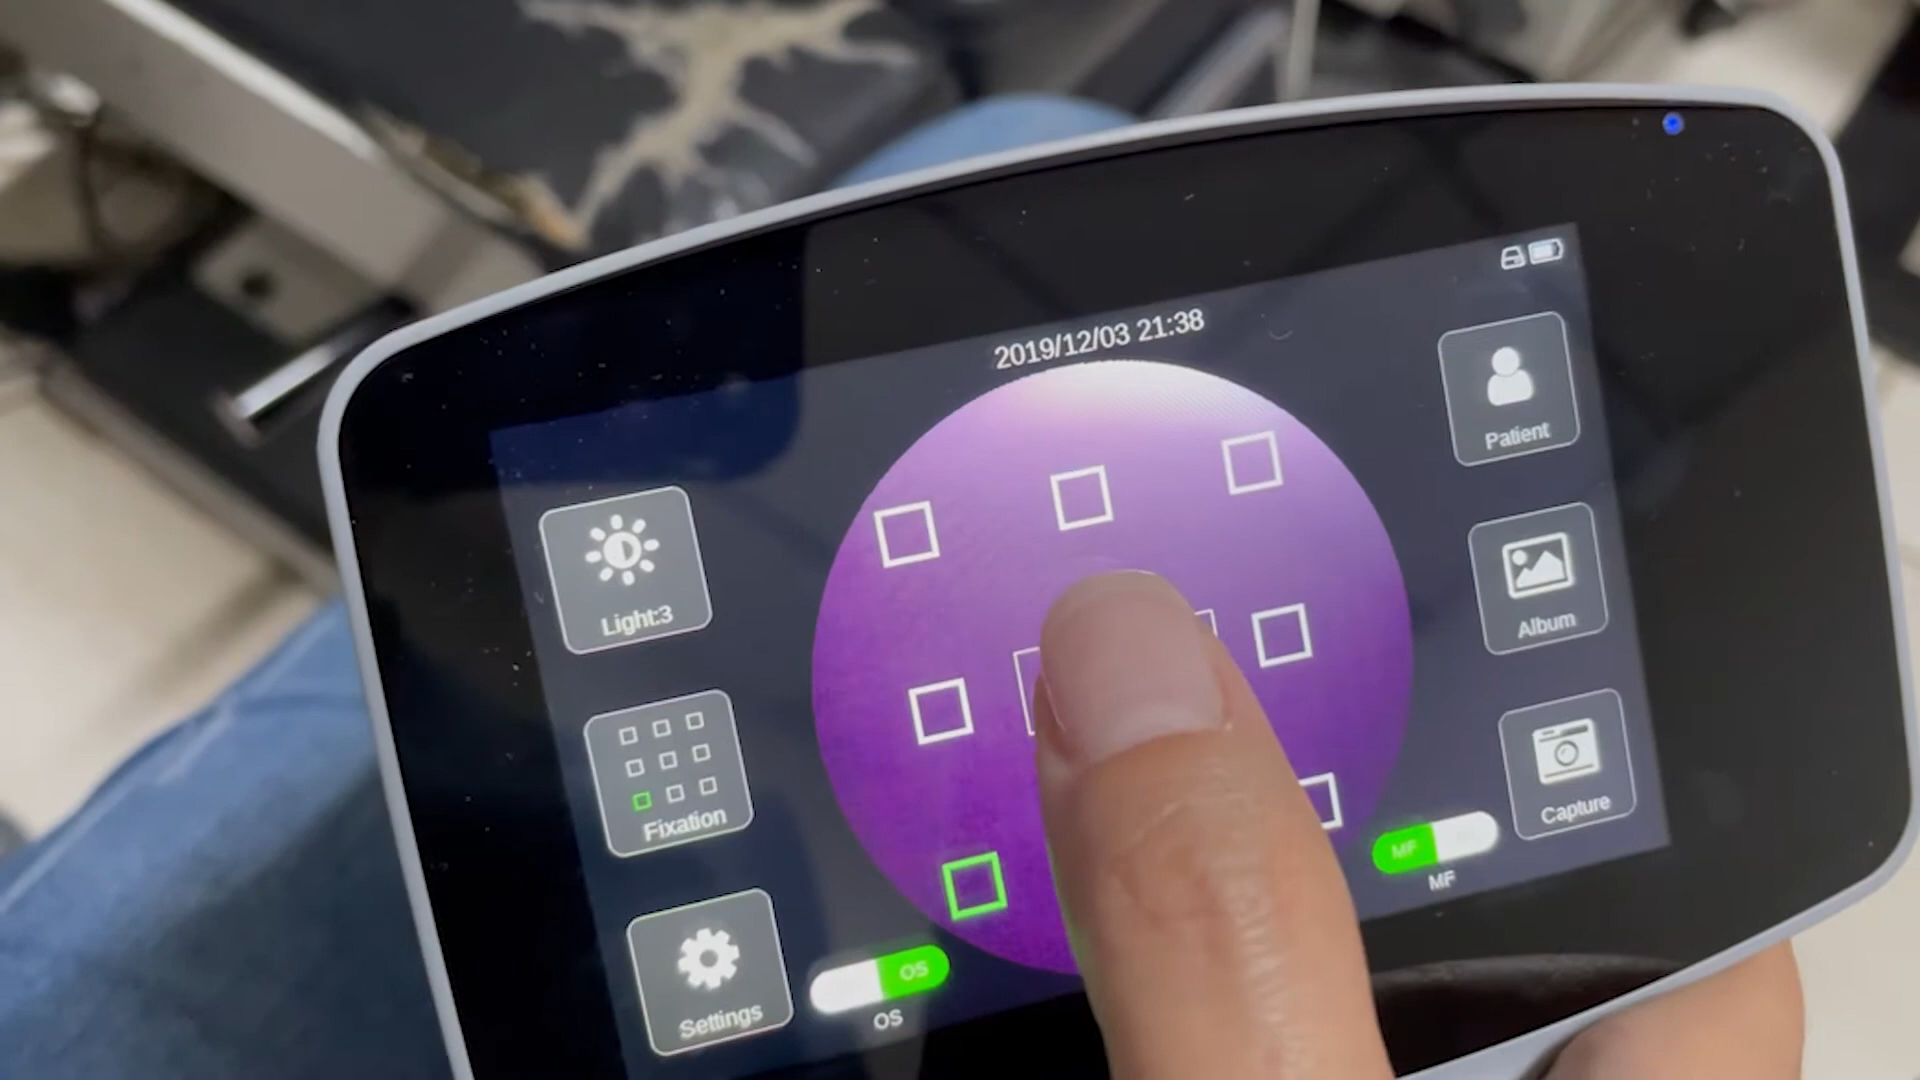 2019/12/03 21:38
Patient
Light:3
Album
Fixation
Capture
MF
MF
Settings
OS
OS